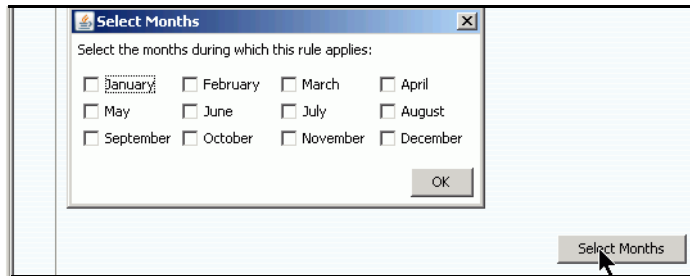 Select Months
Select the months during which this rule applies:
January February March April
May June July August
September October November December
OK
Select Months